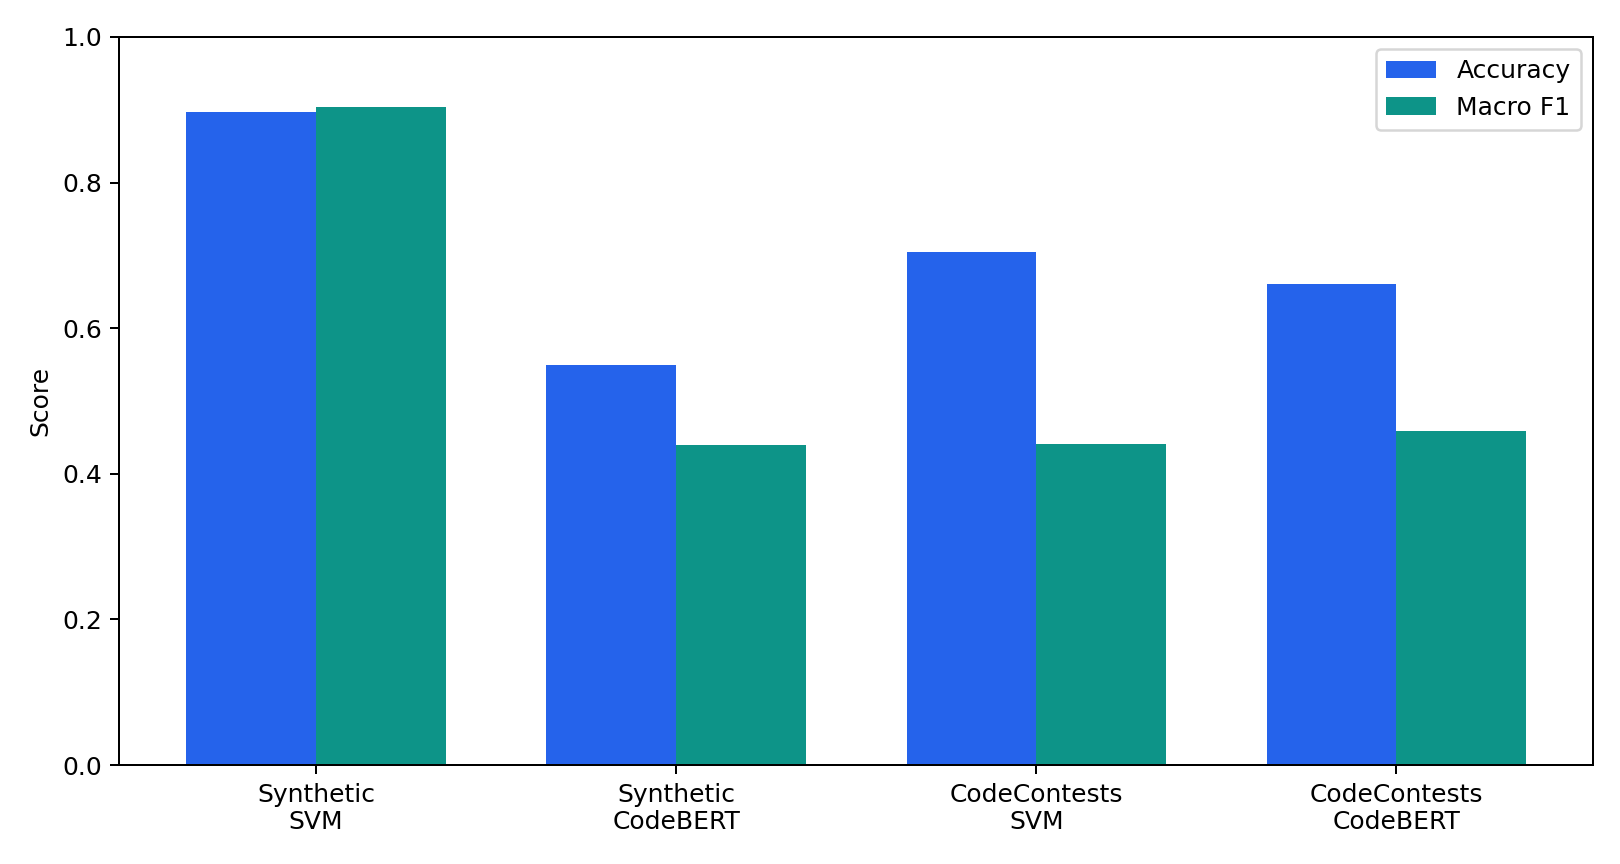 1.0
0.8
0.6
0.4
0.2
0.0
Score
Accuracy
Macro F1
Synthetic
SVM
Synthetic
CodeBERT
CodeContests
SVM
CodeContests
CodeBERT